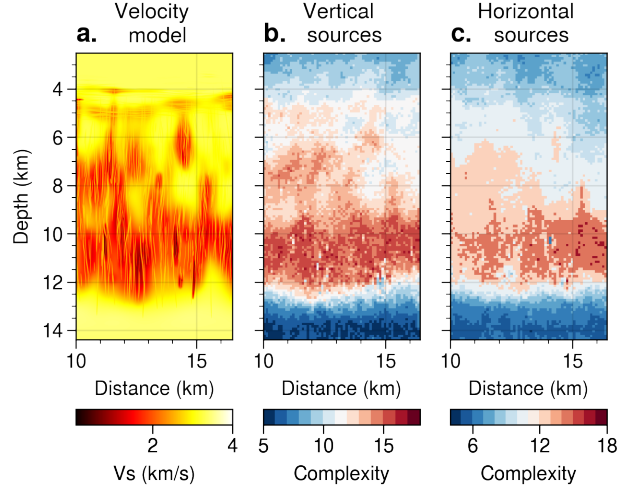 a. Velocity model
b. Vertical sources
c. Horizontal sources
Depth (km)
4
6
8
10
12
14
10 15
10 15
10 15
Distance (km)
Distance (km)
Distance (km)
2 4
5 10 15
6 12 18
Vs (km/s)
Complexity
Complexity